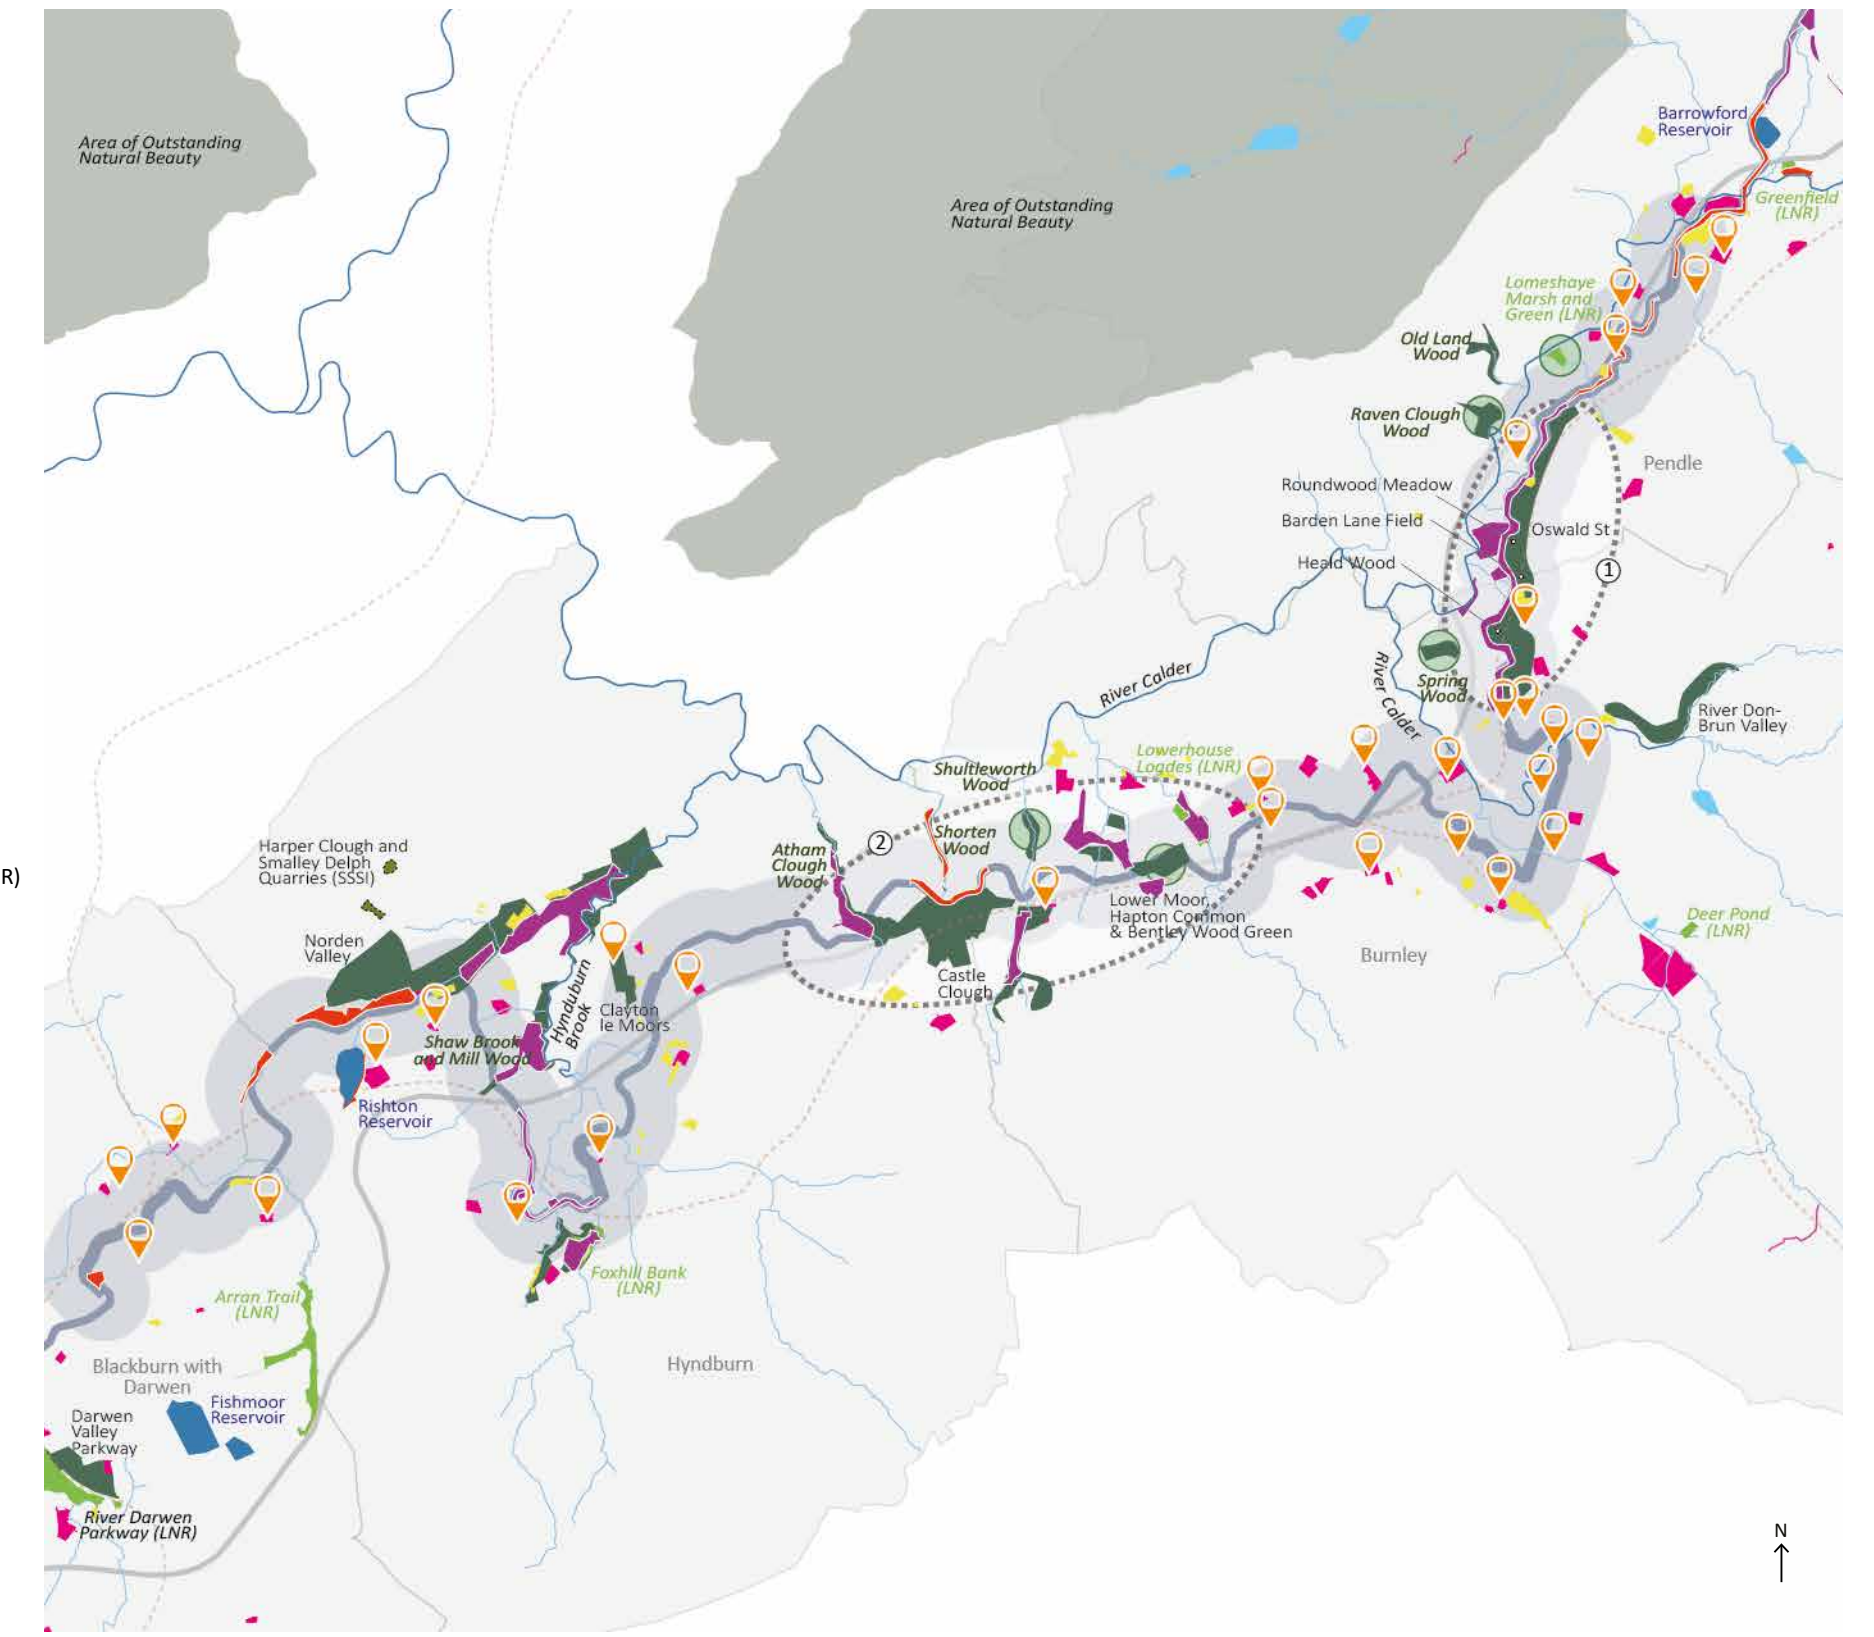 Area of Outstanding
Natural Beauty
Area of Outstanding
Natural Beauty
Barrowford
Reservoir
Greenfield
(LNR)
Lomeshaye
Marsh and
Green (LNR)
Old Land
Wood
Raven Clough
Wood
Pendle
Roundwood Meadow
Barden Lane Field
Oswald St
Heald Wood
1
River Calder
River Calder
Spring
Wood
River Don-
Brun Valley
Lowerhouse
Logdes (LNR)
Shultleworth
Wood
2
Shorten
Wood
Atham
Clough
Wood
Harper Clough and
Smalley Delph
Quarries (SSSI)
R)
Lower Moor,
Hapton Common
& Bentley Wood Green
Deer Pond
(LNR)
Norden
Valley
Burnley
Castle
Clough
Hynduburn
Brook
Clayton
le Moors
Shaw Brook
and Mill Wood
Rishton
Reservoir
Foxhill Bank
(LNR)
Arran Trail
(LNR)
Blackburn with
Darwen
Hyndburn
Fishmoor
Reservoir
Darwen
Valley
Parkway
River Darwen
Parkway (LNR)
N